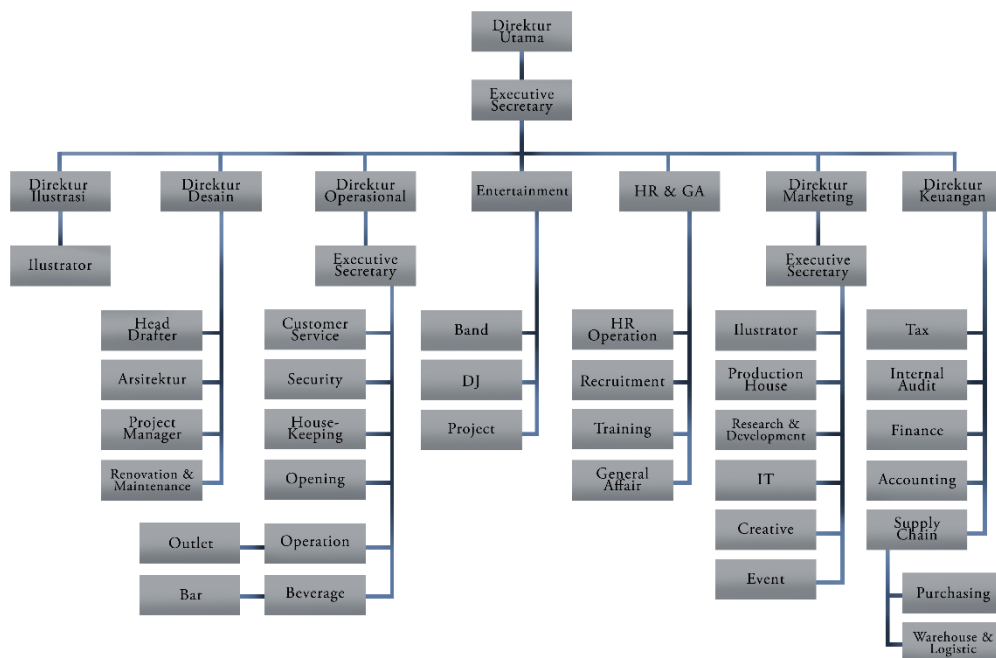 Direktur
Utama
Executive
Secretary
Direktur
Ilustrasi
Direktur
Desain
Direktur
Operasional
Entertainment
HR & GA
Direktur
Marketing
Direktur
Keuangan
Ilustrator
Executive
Secretary
Executive
Secretary
Head
Drafter
Customer
Service
Band
HR
Operation
Ilustrator
Tax
Arsitektur
Security
DJ
Recruitment
Production
House
Internal
Audit
Project
Manager
House-
Keeping
Project
Training
Research &
Development
Finance
Renovation &
Maintenance
Opening
General
Affair
IT
Accounting
Outlet
Operation
Creative
Supply
Chain
Bar
Beverage
Event
Purchasing
Warehouse &
Logistic